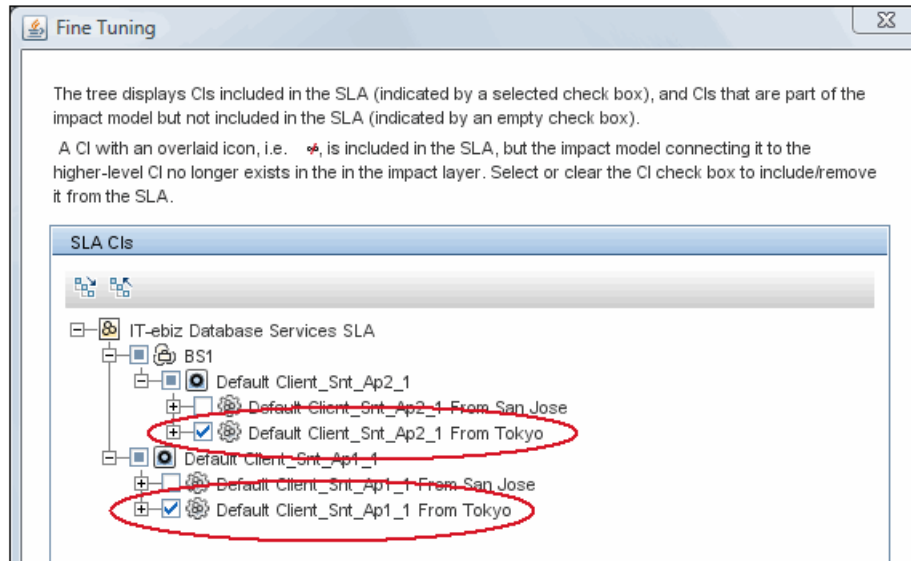 Fine Tuning
The tree displays CIs included in the SLA (indicated by a selected check box), and CIs that are part of the
impact model but not included in the SLA (indicated by an empty check box).
A CI with an overlaid icon, i.e. , is included in the SLA, but the impact model connecting it to the
higher-level CI no longer exists in the in the impact layer. Select or clear the CI check box to include/remove
it from the SLA.
SLA CIs
IT-ebiz Database Services SLA
BS1
Default Client_Snt_Ap2_1
Default Client_Snt_Ap2_1 From San Jose
Default Client_Snt_Ap2_1 From Tokyo
Default Client_Snt_Ap1_1
Default Client_Snt_Ap1_1 From San Jose
Default Client_Snt_Ap1_1 From Tokyo